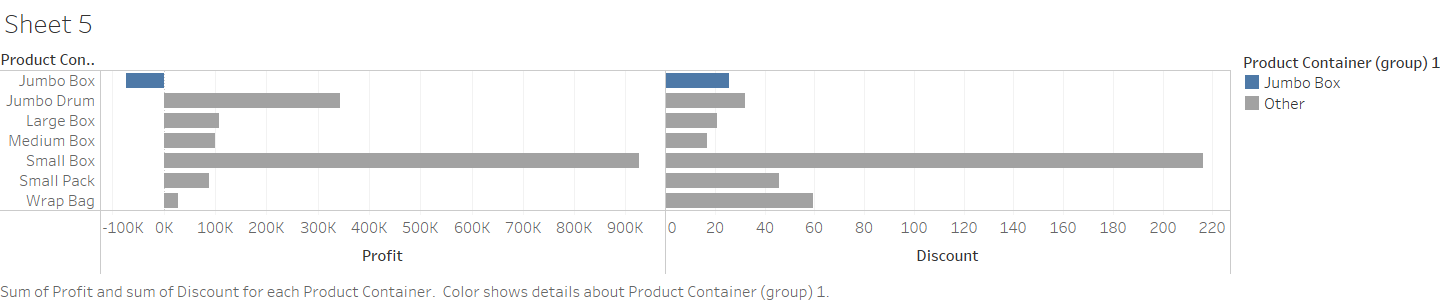 Sheet 5
Product Con..
Product Container (group) 1
Jumbo Box
Jumbo Box
Jumbo Drum
Other
Large Box
Medium Box
Small Box
Small Pack
Wrap Bag
-100K 0K 100K 200K 300K 400K 500K 600K 700K 800K 900K 0 20 40 60 80 100 120 140 160 180 200 220
Profit Discount
Sum of Profit and sum of Discount for each Product Container. Color shows details about Product Container (group) 1.